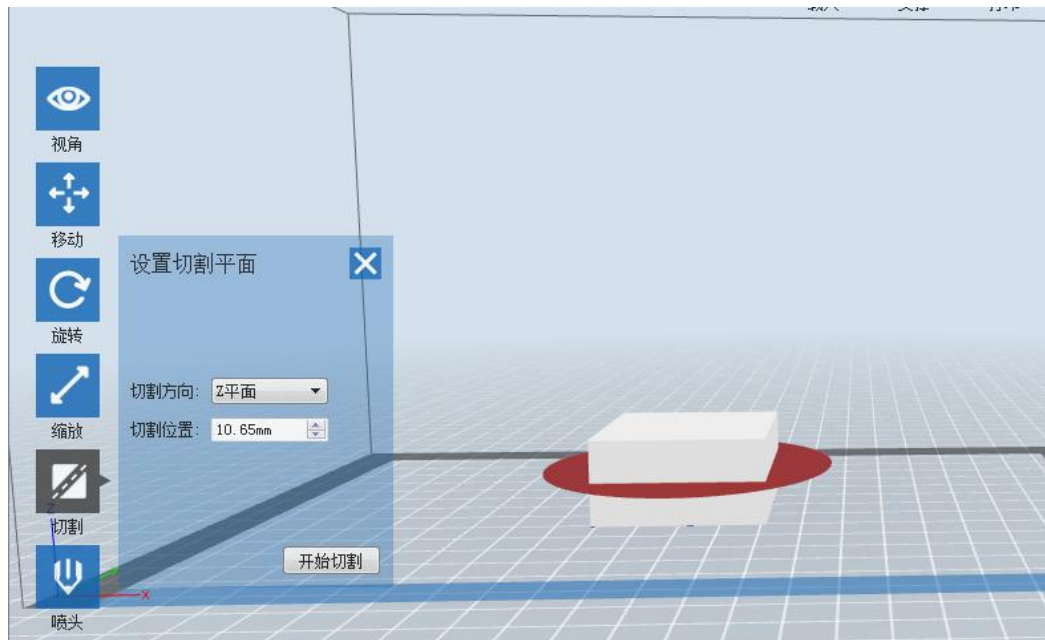 视角
移动
旋转
缩放
切割
喷头
设置切割平面
切割方向: Z平面
切割位置: 10.65mm
开始切割
Z
X